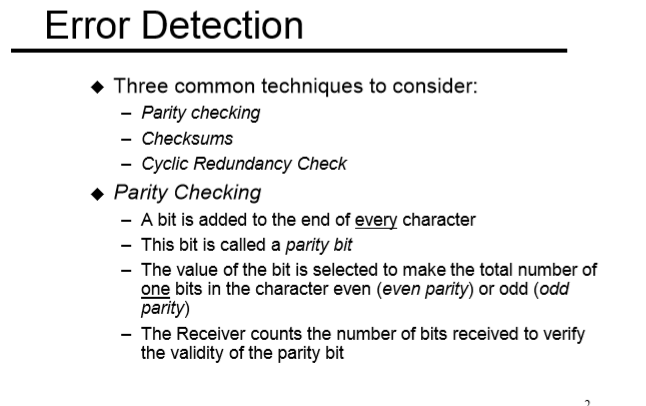 Error Detection
◆ Three common techniques to consider:
– Parity checking
– Checksums
– Cyclic Redundancy Check
◆ Parity Checking
– A bit is added to the end of every character
– This bit is called a parity bit
– The value of the bit is selected to make the total number of
one bits in the character even (even parity) or odd (odd
parity)
– The Receiver counts the number of bits received to verify
the validity of the parity bit